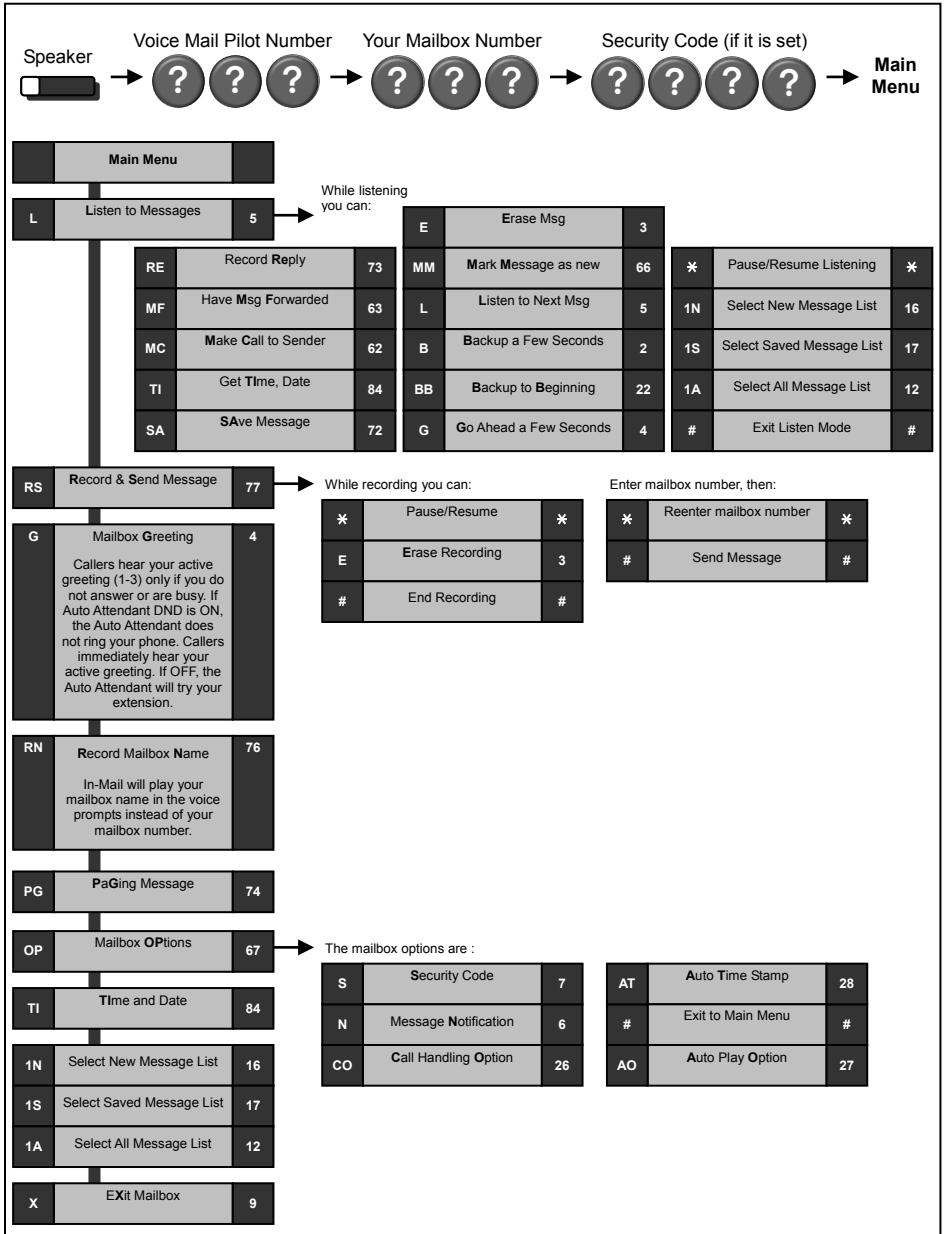 Speaker
Voice Mail Pilot Number
Your Mailbox Number
Security Code (if it is set)
? ? ?
? ? ?
? ? ? ?
Main
Menu
Main Menu
L Listen to Messages 5
While listening
you can:
RE Record Reply 73
MF Have Msg Forwarded 63
MC Make Call to Sender 62
TI Get TIme, Date 84
SA SAve Message 72
E Erase Msg 3
MM Mark Message as new 66
L Listen to Next Msg 5
B Backup a Few Seconds 2
BB Backup to Beginning 22
G Go Ahead a Few Seconds 4
* Pause/Resume Listening *
1N Select New Message List 16
1S Select Saved Message List 17
1A Select All Message List 12
# Exit Listen Mode #
RS Record & Send Message 77
While recording you can:
* Pause/Resume *
E Erase Recording 3
# End Recording #
Enter mailbox number, then:
* Reenter mailbox number *
# Send Message #
G Mailbox Greeting 4
Callers hear your active
greeting (1-3) only if you do
not answer or are busy. If
Auto Attendant DND is ON,
the Auto Attendant does
not ring your phone. Callers
immediately hear your
active greeting. If OFF, the
Auto Attendant will try your
extension.
RN Record Mailbox Name 76
In-Mail will play your
mailbox name in the voice
prompts instead of your
mailbox number.
PG PaGing Message 74
OP Mailbox OPtions 67
The mailbox options are :
S Security Code 7
N Message Notification 6
CO Call Handling Option 26
AT Auto Time Stamp 28
# Exit to Main Menu #
AO Auto Play Option 27
TI TIme and Date 84
1N Select New Message List 16
1S Select Saved Message List 17
1A Select All Message List 12
X EXit Mailbox 9